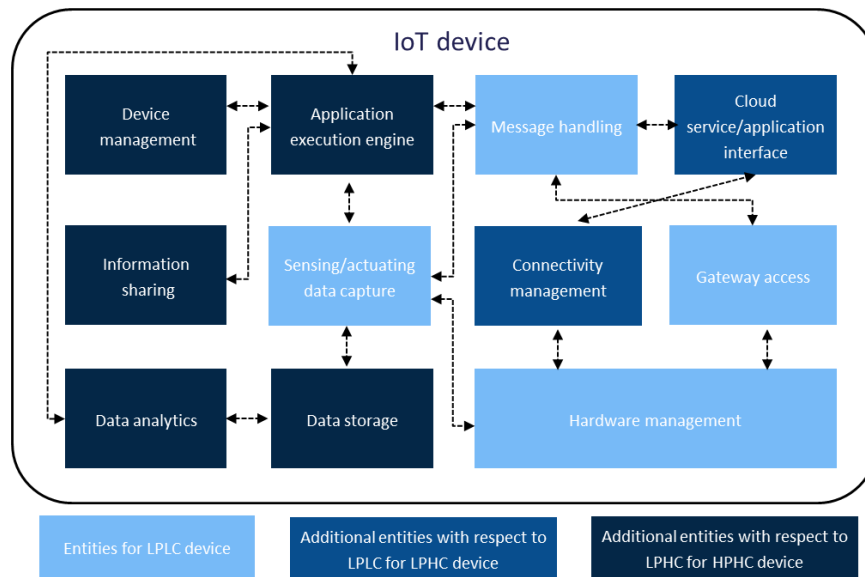 IoT device
Device
management
Application
execution engine
Message handling
Cloud
service/application
interface
Information
sharing
Sensing/actuating
data capture
Connectivity
management
Gateway access
Data analytics
Data storage
Hardware management
Entities for LPLC device
Additional entities with respect to
LPLC for LPHC device
Additional entities with respect to
LPHC for HPHC device